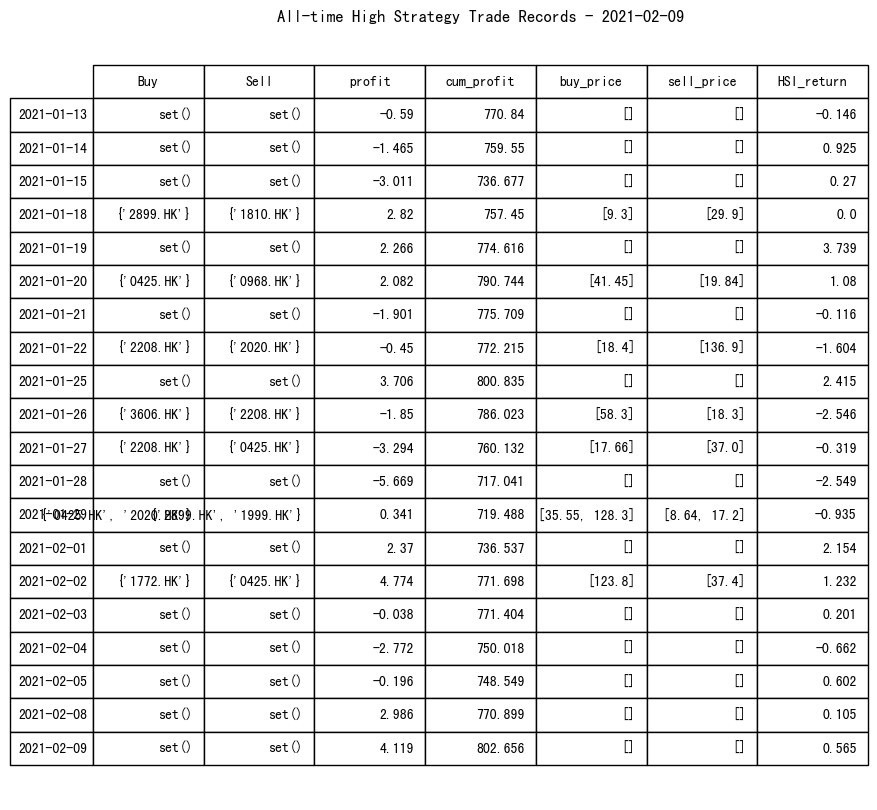 All-time High Strategy Trade Records - 2021-02-09
Buy Sell profit cum_profit buy_price sell_price HSI_return
2021-01-13 set() set() -0.59 770.84 [] [] -0.146
2021-01-14 set() set() -1.465 759.55 [] [] 0.925
2021-01-15 set() set() -3.011 736.677 [] [] 0.27
2021-01-18 {'2899.HK'} {'1810.HK'} 2.82 757.45 [9.3] [29.9] 0.0
2021-01-19 set() set() 2.266 774.616 [] [] 3.739
2021-01-20 {'0425.HK'} {'0968.HK'} 2.082 790.744 [41.45] [19.84] 1.08
2021-01-21 set() set() -1.901 775.709 [] [] -0.116
2021-01-22 {'2208.HK'} {'2020.HK'} -0.45 772.215 [18.4] [136.9] -1.604
2021-01-25 set() set() 3.706 800.835 [] [] 2.415
2021-01-26 {'3606.HK'} {'2208.HK'} -1.85 786.023 [58.3] [18.3] -2.546
2021-01-27 {'2208.HK'} {'0425.HK'} -3.294 760.132 [17.66] [37.0] -0.319
2021-01-28 set() set() -5.669 717.041 [] [] -2.549
2021-01-29 {'0425.HK', '2020.HK'} {'2899.HK', '1999.HK'} 0.341 719.488 [35.55, 128.3] [8.64, 17.2] -0.935
2021-02-01 set() set() 2.37 736.537 [] [] 2.154
2021-02-02 {'1772.HK'} {'0425.HK'} 4.774 771.698 [123.8] [37.4] 1.232
2021-02-03 set() set() -0.038 771.404 [] [] 0.201
2021-02-04 set() set() -2.772 750.018 [] [] -0.662
2021-02-05 set() set() -0.196 748.549 [] [] 0.602
2021-02-08 set() set() 2.986 770.899 [] [] 0.105
2021-02-09 set() set() 4.119 802.656 [] [] 0.565